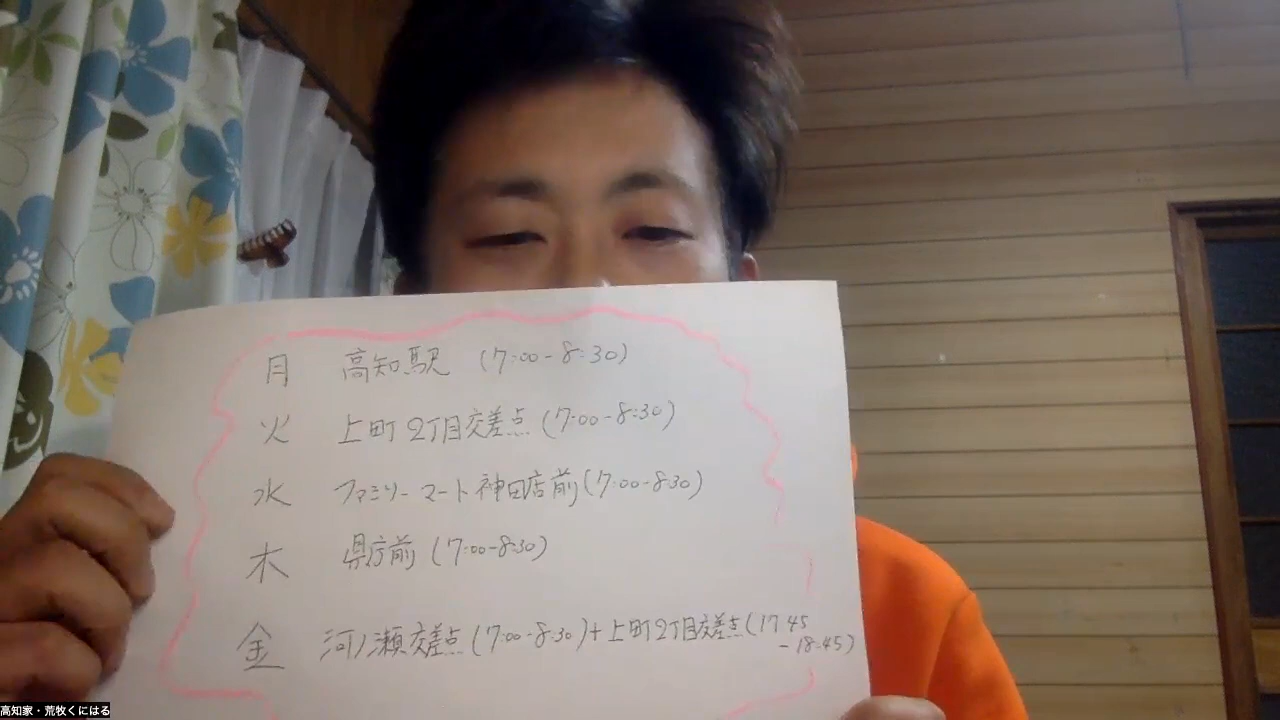 月 高知駅 (7:00-8:30)
火 上町2丁目交差点 (7:00-8:30)
水 ファミリーマート神田店前 (7:00-8:30)
木 県庁前 (7:00-8:30)
金 河ノ瀬交差点 (7:00-8:30) + 上町2丁目交差点 (17:45
-18:45)
高知家・荒牧くにはる